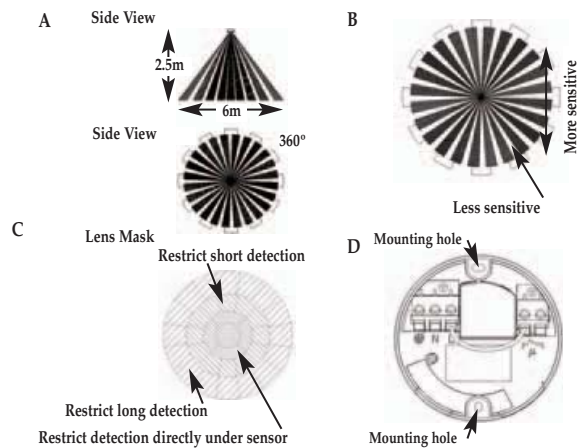 A
Side View
2.5m
6m
Side View
360º
B
More sensitive
Less sensitive
C
Lens Mask
Restrict short detection
Restrict long detection
Restrict detection directly under sensor
D
Mounting hole
N L
Mounting hole